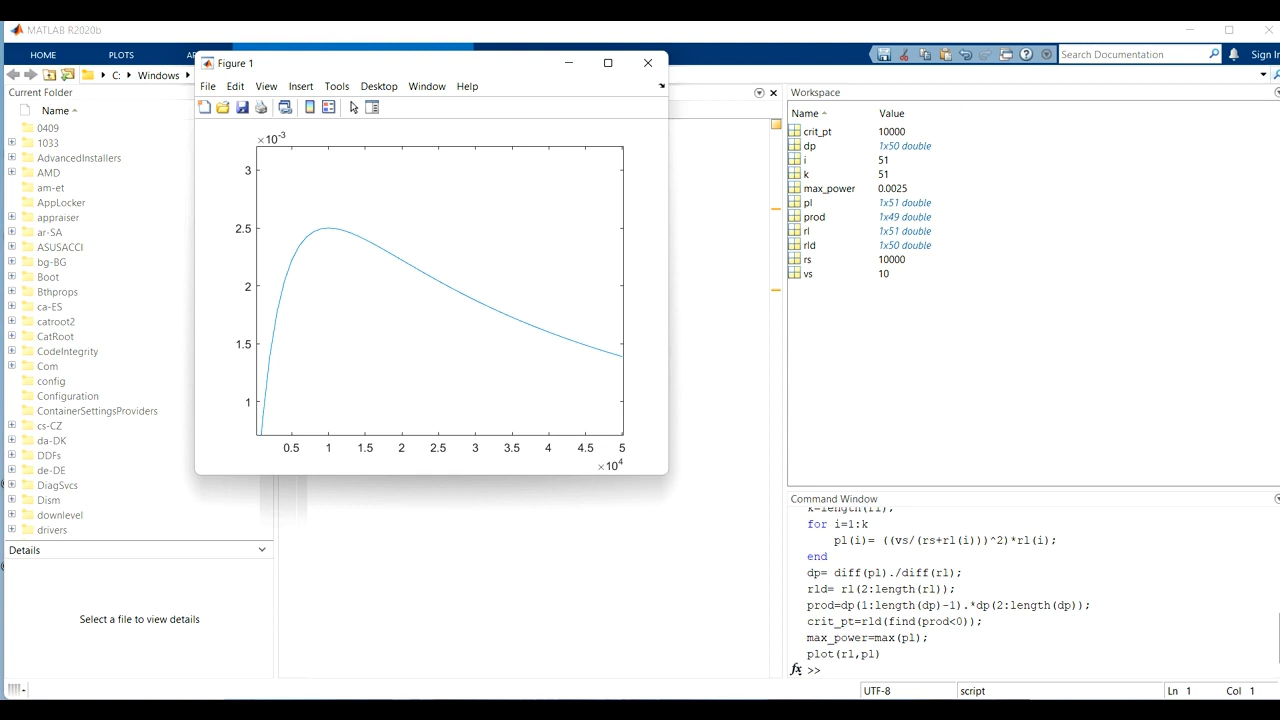 MATLAB R2020b
HOME
PLOTS
AP
Search Documentation
Sign In
C: Windows
Current Folder
Name
0409
1033
AdvancedInstallers
AMD
am-et
AppLocker
appraiser
ar-SA
ASUSACCI
bg-BG
Boot
Bthprops
ca-ES
catroot2
CatRoot
CodeIntegrity
Com
config
Configuration
ContainerSettingsProviders
cs-CZ
da-DK
DDFs
de-DE
DiagSvcs
Dism
downlevel
drivers
Details
Select a file to view details
Figure 1
File Edit View Insert Tools Desktop Window Help
×10^-3
3
2.5
2
1.5
1
0.5 1 1.5 2 2.5 3 3.5 4 4.5 5
×10^4
Workspace
Name Value
crit_pt 10000
dp 1x50 double
i 51
k 51
max_power 0.0025
pl 1x51 double
prod 1x49 double
rl 1x51 double
rld 1x50 double
rs 10000
vs 10
Command Window
k=length(rl);
for i=1:k
pl(i)= ((vs/(rs+rl(i)))^2)*rl(i);
end
dp= diff(pl)./diff(rl);
rld= rl(2:length(rl));
prod=dp(1:length(dp)-1).*dp(2:length(dp));
crit_pt=rld(find(prod<0));
max_power=max(pl);
plot(rl,pl)
fx >>
UTF-8 script Ln 1 Col 1